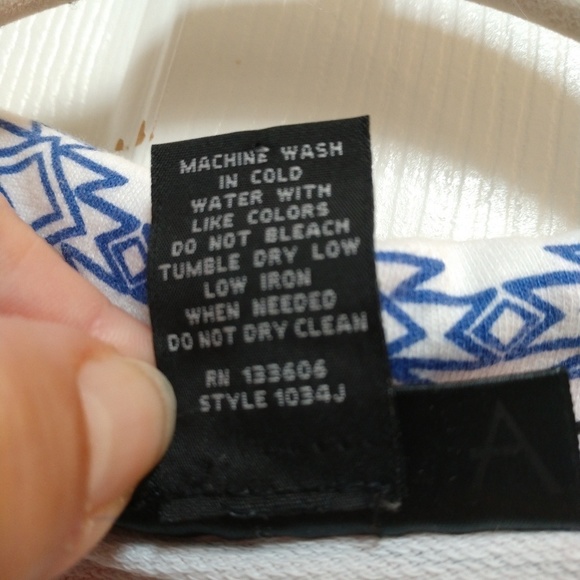 MACHINE WASH
IN COLD
WATER WITH
LIKE COLORS
DO NOT BLEACH
TUMBLE DRY LOW
LOW IRON
WHEN NEEDED
DO NOT DRY CLEAN
RN 133606
STYLE 1034J
A